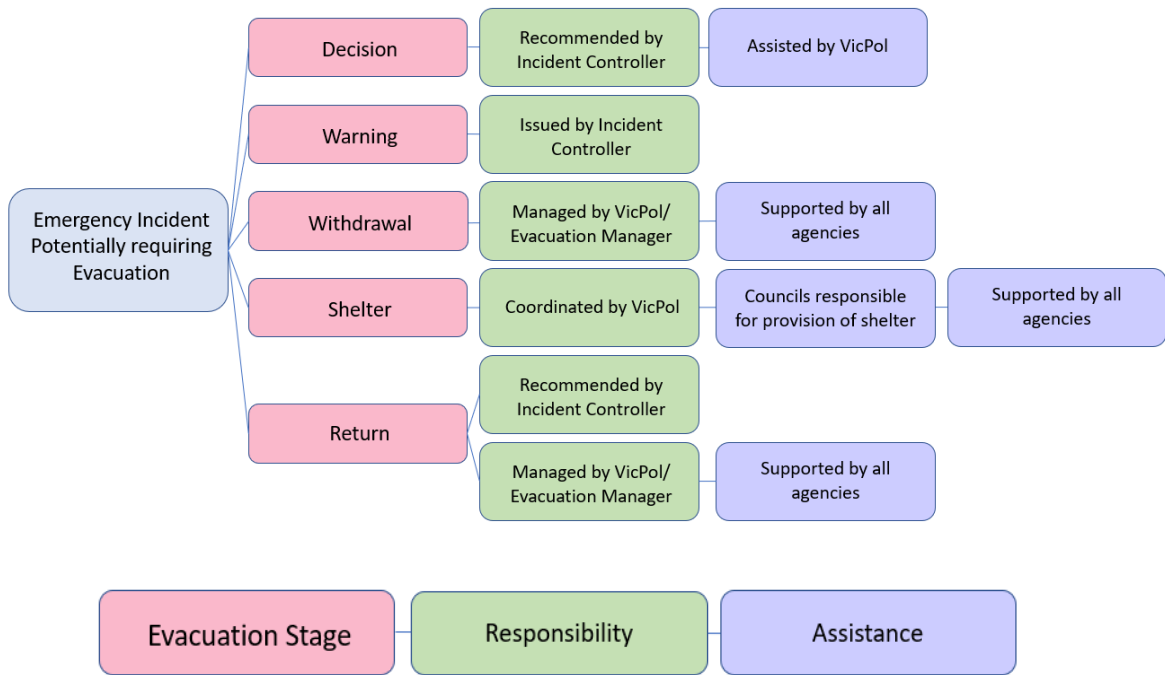 Decision
Recommended by
Incident Controller
Assisted by VicPol
Warning
Issued by Incident
Controller
Emergency Incident
Potentially requiring
Evacuation
Withdrawal
Managed by VicPol/
Evacuation Manager
Supported by all
agencies
Shelter
Coordinated by VicPol
Councils responsible
for provision of shelter
Supported by all
agencies
Return
Recommended by
Incident Controller
Managed by VicPol/
Evacuation Manager
Supported by all
agencies
Evacuation Stage
Responsibility
Assistance